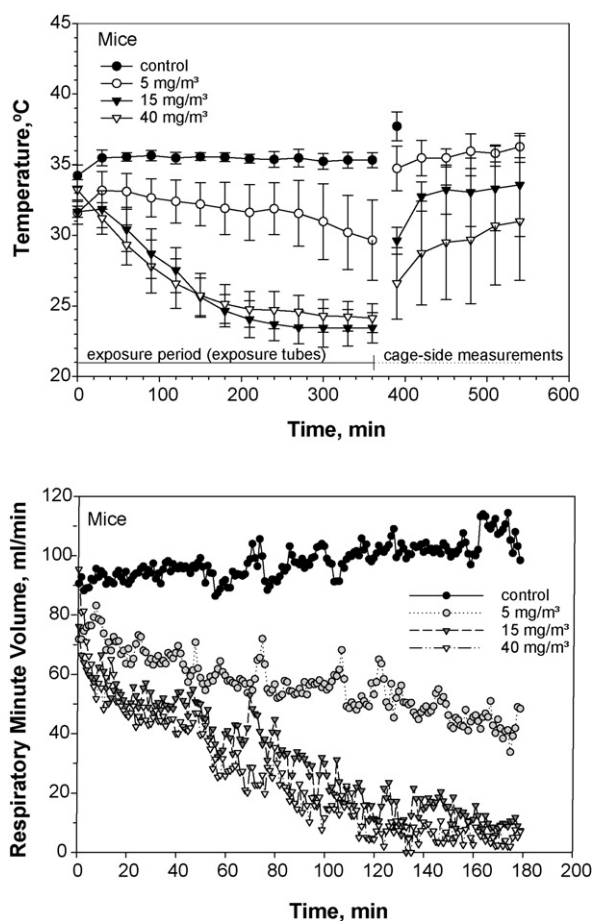 Mice
control
5 mg/m³
15 mg/m³
40 mg/m³
Temperature,ºC
40
35
30
25
20
45
exposure period (exposure tubes)
cage-side measurements
0
100
200
300
400
500
600
Time, min
Mice
control
5 mg/m³
15 mg/m³
40 mg/m³
Respiratory Minute Volume, ml/min
120
100
80
60
40
20
0
0
20
40
60
80
100
120
140
160
180
200
Time, min